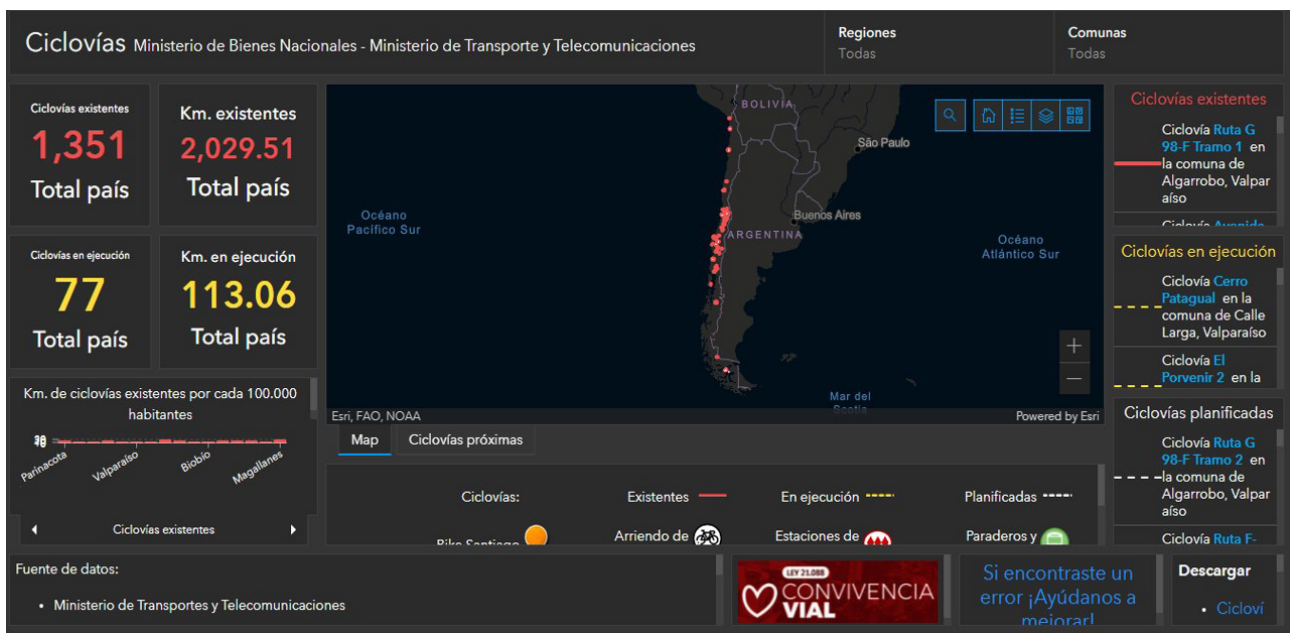 Ciclovías Ministerio de Bienes Nacionales - Ministerio de Transporte y Telecomunicaciones
Regiones
Todas
Comunas
Todas
Ciclovías existentes
1,351
Total país
Km. existentes
2,029.51
Total país
Ciclovías en ejecución
77
Total país
Km. en ejecución
113.06
Total país
Km. de ciclovías existentes por cada 100.000
habitantes
Parinacota
Valparaíso
Biobío
Magallanes
Ciclovías existentes
BOLIVIA
São Paulo
Océano
Pacífico Sur
Buenos Aires
ARGENTINA
Océano
Atlántico Sur
Mar del
Scotia
+
−
Esri, FAO, NOAA
Powered by Esri
Map
Ciclovías próximas
Ciclovías:
Existentes
En ejecución
Planificadas
Bike Santiago
Arriendo de
Estaciones de
Paraderos y
Ciclovías existentes
Ciclovía Ruta G
98-F Tramo 1 en
la comuna de
Algarrobo, Valpar
aíso
Ciclovía Avenida
Ciclovías en ejecución
Ciclovía Cerro
Patagual en la
comuna de Calle
Larga, Valparaíso
Ciclovía El
Porvenir 2 en la
Ciclovías planificadas
Ciclovía Ruta G
98-F Tramo 2 en
la comuna de
Algarrobo, Valpar
aíso
Ciclovía Ruta F-
Fuente de datos:
• Ministerio de Transportes y Telecomunicaciones
LEY 21.088
CONVIVENCIA
VIAL
Si encontraste un
error ¡Ayúdanos a
mejorar!
Descargar
• Cicloví